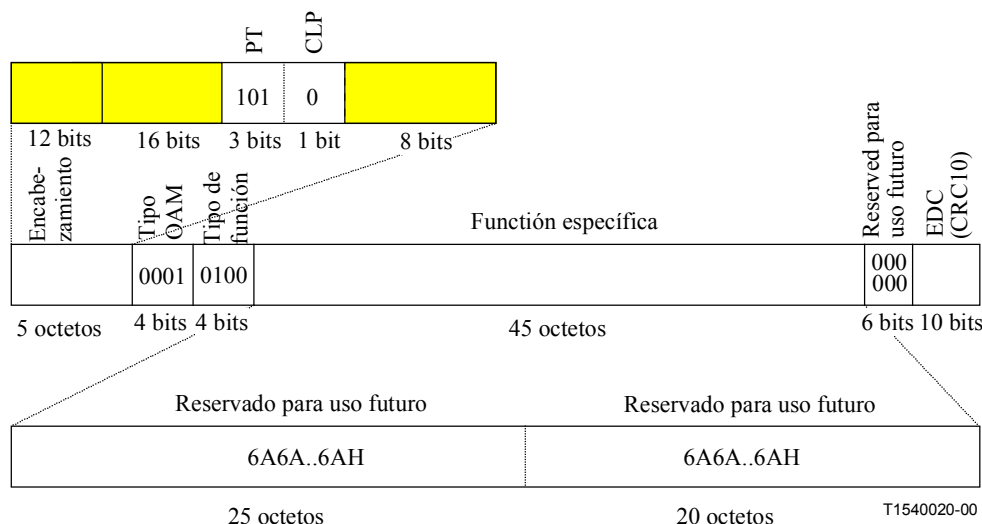 PT
CLP
101
0
12 bits
16 bits
3 bits
1 bit
8 bits
Encabe-
zamiento
Tipo
OAM
Tipo de
función
Función específica
Reserved para
uso futuro
EDC
(CRC10)
0001
0100
000
000
5 octetos
4 bits
4 bits
45 octetos
6 bits
10 bits
Reservado para uso futuro
Reservado para uso futuro
6A6A..6AH
6A6A..6AH
25 octetos
20 octetos
T1540020-00